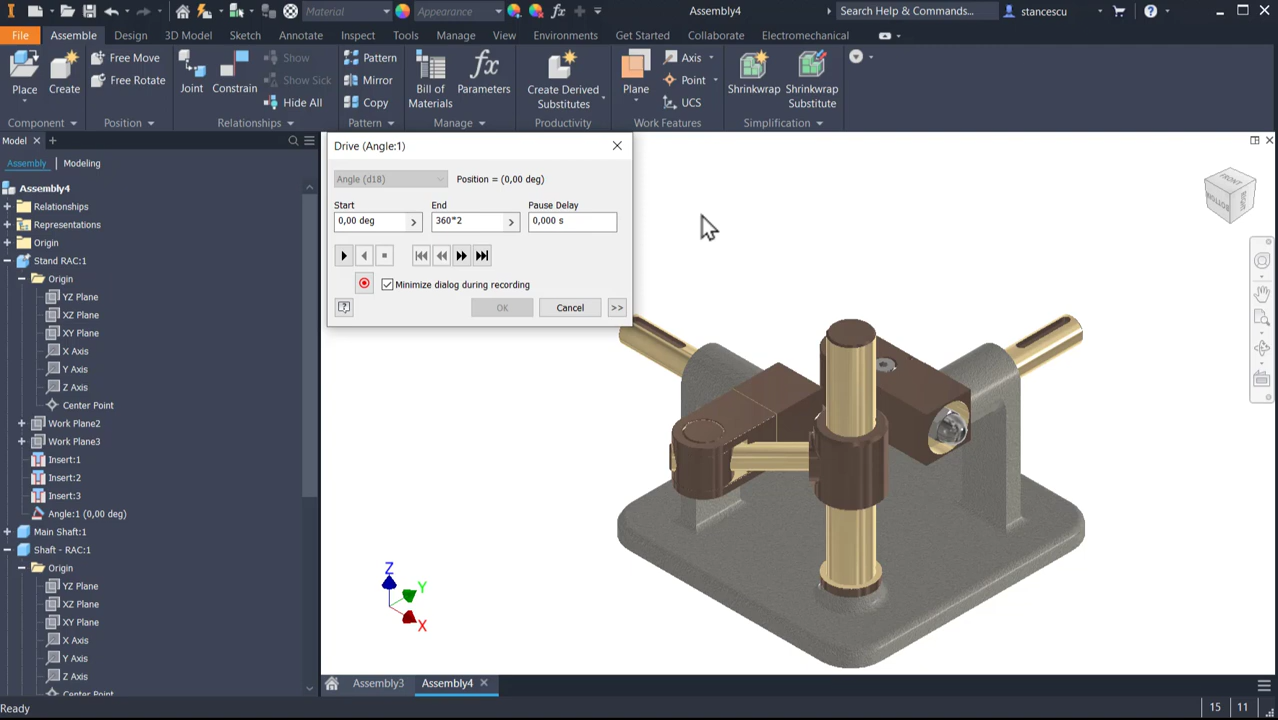 Material
Appearance
Assembly4
Search Help & Commands...
stancescu
File
Assemble
Design
3D Model
Sketch
Annotate
Inspect
Tools
Manage
View
Environments
Get Started
Collaborate
Electromechanical
Place
Create
Free Move
Free Rotate
Joint
Constrain
Show
Show Sick
Hide All
Pattern
Mirror
Copy
Bill of
Materials
fx
Parameters
Create Derived
Substitutes
Plane
Axis
Point
UCS
Shrinkwrap
Shrinkwrap
Substitute
Component
Position
Relationships
Pattern
Manage
Productivity
Work Features
Simplification
Model
Assembly
Modeling
Assembly4
Relationships
Representations
Origin
Stand RAC:1
Origin
YZ Plane
XZ Plane
XY Plane
X Axis
Y Axis
Z Axis
Center Point
Work Plane2
Work Plane3
Insert:1
Insert:2
Insert:3
Angle:1 (0,00 deg)
Main Shaft:1
Shaft - RAC:1
Origin
YZ Plane
XZ Plane
XY Plane
X Axis
Y Axis
Z Axis
Center Point
Drive (Angle:1)
Angle (d18)
Position = (0,00 deg)
Start
End
Pause Delay
0,00 deg
360*2
0,000 s
Minimize dialog during recording
OK
Cancel
>>
FRONT
BOTTOM
Z
Y
X
Assembly3
Assembly4
Ready
15
11